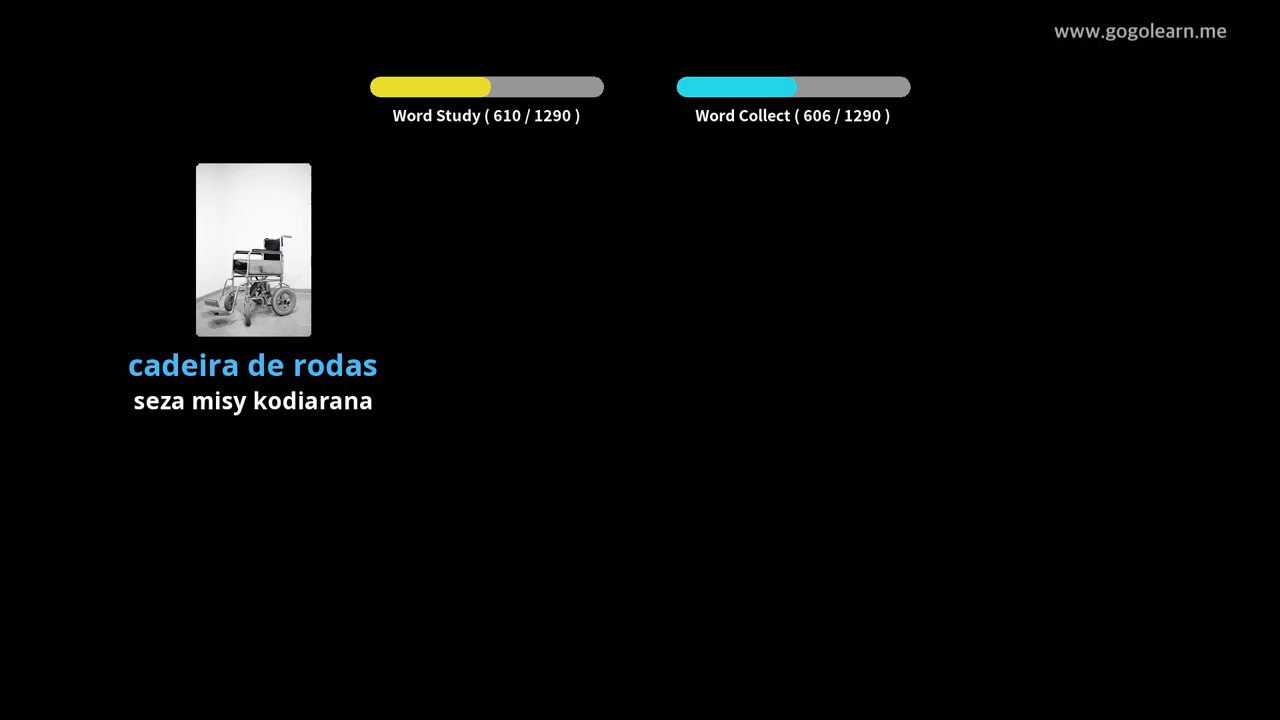 www.gogolearn.me
Word Study ( 610 / 1290 )
Word Collect ( 606 / 1290 )
cadeira de rodas
seza misy kodiarana